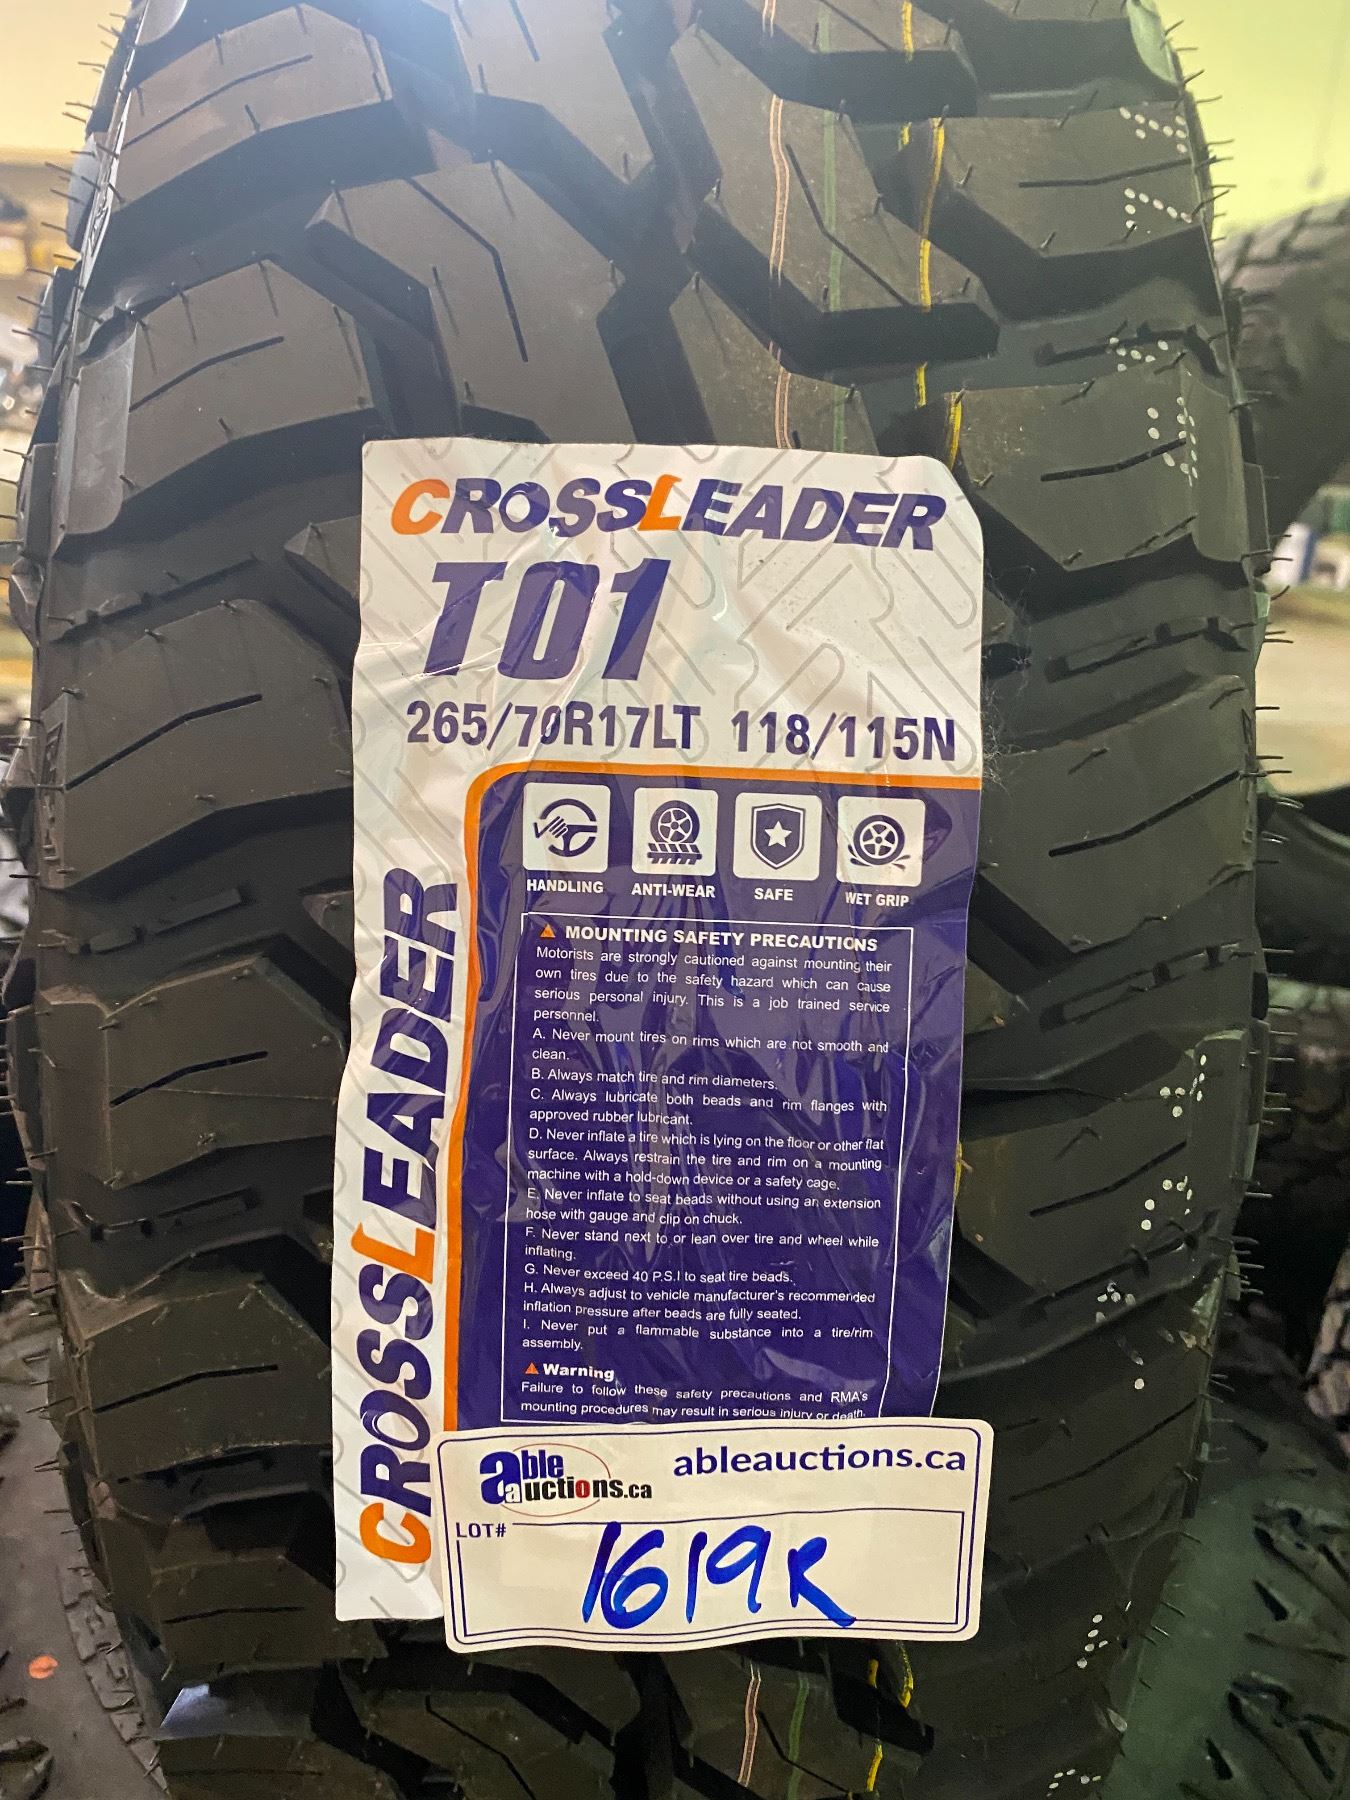 CROSSLEADER
T01
265/70R17LT 118/115N
HANDLING ANTI-WEAR SAFE WET GRIP
MOUNTING SAFETY PRECAUTIONS
Motorists are strongly cautioned against mounting their
own tires due to the safety hazard which can cause
serious personal injury. This is a job trained service
personnel.
A. Never mount tires on rims which are not smooth and
clean.
B. Always match tire and rim diameters.
C. Always lubricate both beads and rim flanges with
approved rubber lubricant.
D. Never inflate a tire which is lying on the floor or other flat
surface. Always restrain the tire and rim on a mounting
machine with a hold-down device or a safety cage.
E. Never inflate to seat beads without using an extension
hose with gauge and clip on chuck.
F. Never stand next to or lean over tire and wheel while
inflating.
G. Never exceed 40 P.S.I to seat tire beads.
H. Always adjust to vehicle manufacturer's recommended
inflation pressure after beads are fully seated.
I. Never put a flammable substance into a tire/rim
assembly.
Warning
Failure to follow these safety precautions and RMA's
mounting procedures may result in serious injury or death.
CROSSLEADER
able
auctions.ca
ableauctions.ca
LOT#
1619R